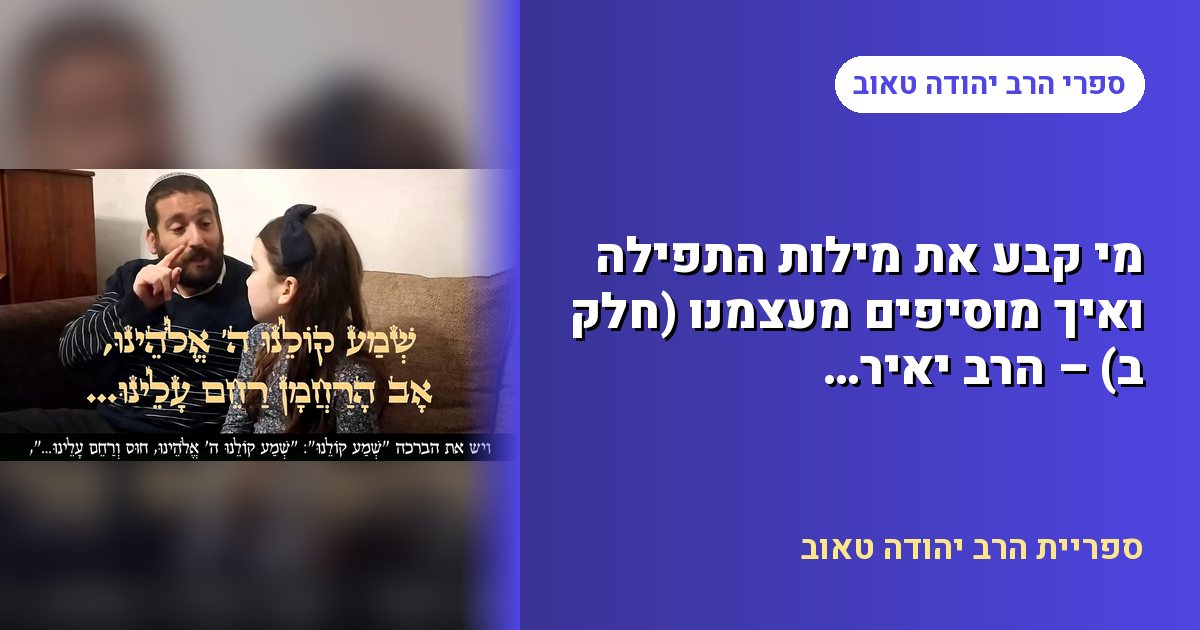 ספרי הרב יהודה טאוב
מי קבע את מילות התפילה
ואיך מוסיפים מעצמנו (חלק
ב) – הרב יאיר...
ספריית הרב יהודה טאוב
שְׁמַע קוֹלֵנוּ ה' אֱלֹהֵינוּ,
אָב הָרַחֲמָן רַחֵם עָלֵינוּ...
ויש את הברכה "שְׁמַע קוֹלֵנוּ": "שְׁמַע קוֹלֵנוּ ה' אֱלֹהֵינוּ, חוּס וְרַחֵם עָלֵינוּ...",